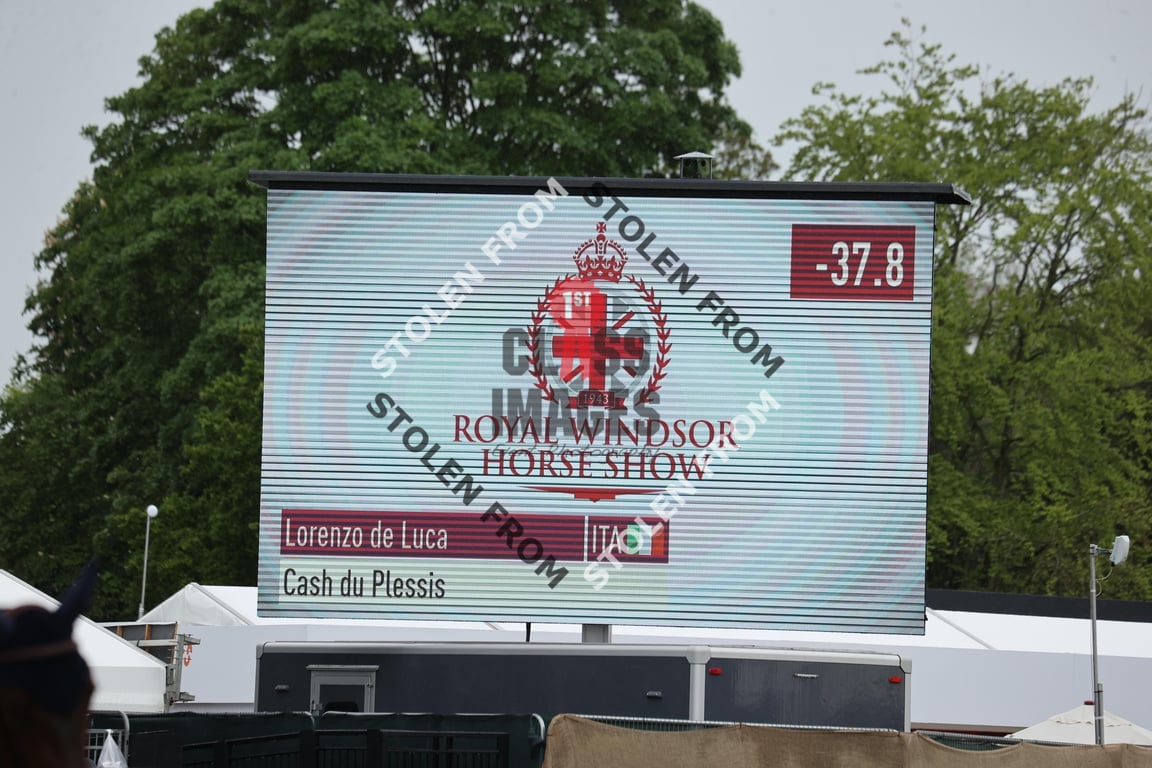 STOLEN FROM
STOLEN FROM
-37.8
1ST
CLASS
IMAGES
1943
ROYAL WINDSOR
HORSE SHOW
STOLEN FROM
STOLEN FROM
Lorenzo de Luca ITA
Cash du Plessis